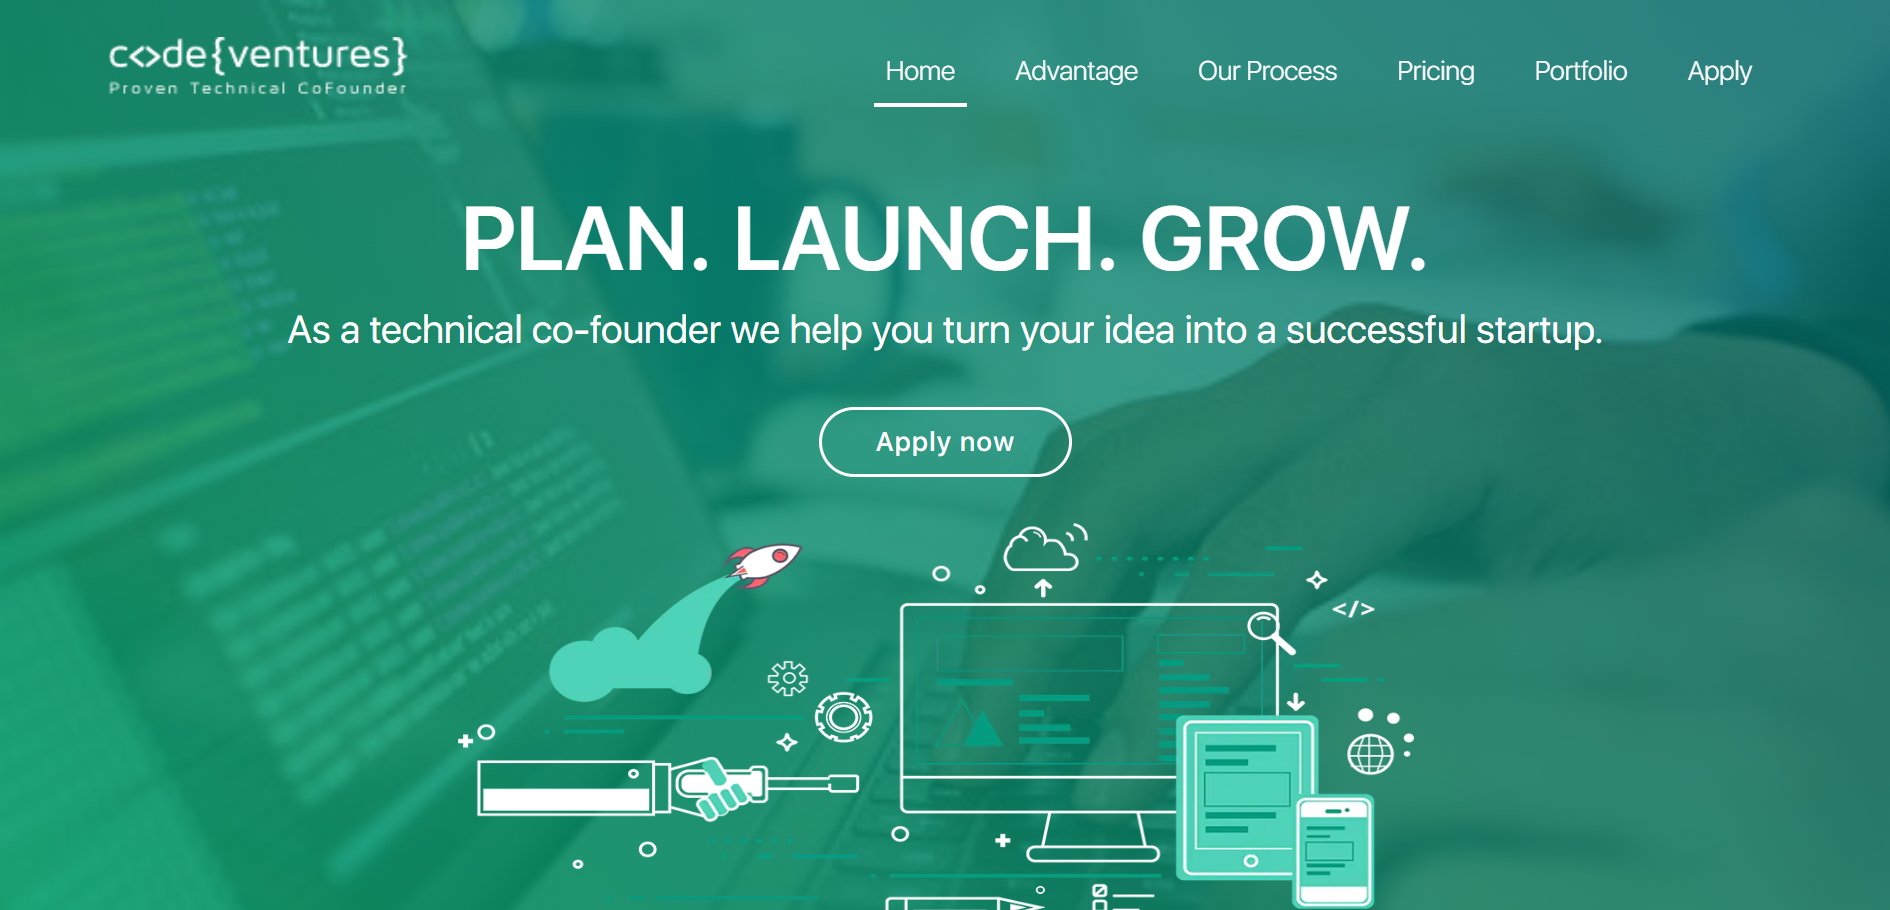 c<>de{ventures}
Proven Technical CoFounder
Home Advantage Our Process Pricing Portfolio Apply
PLAN. LAUNCH. GROW.
As a technical co-founder we help you turn your idea into a successful startup.
Apply now
</>